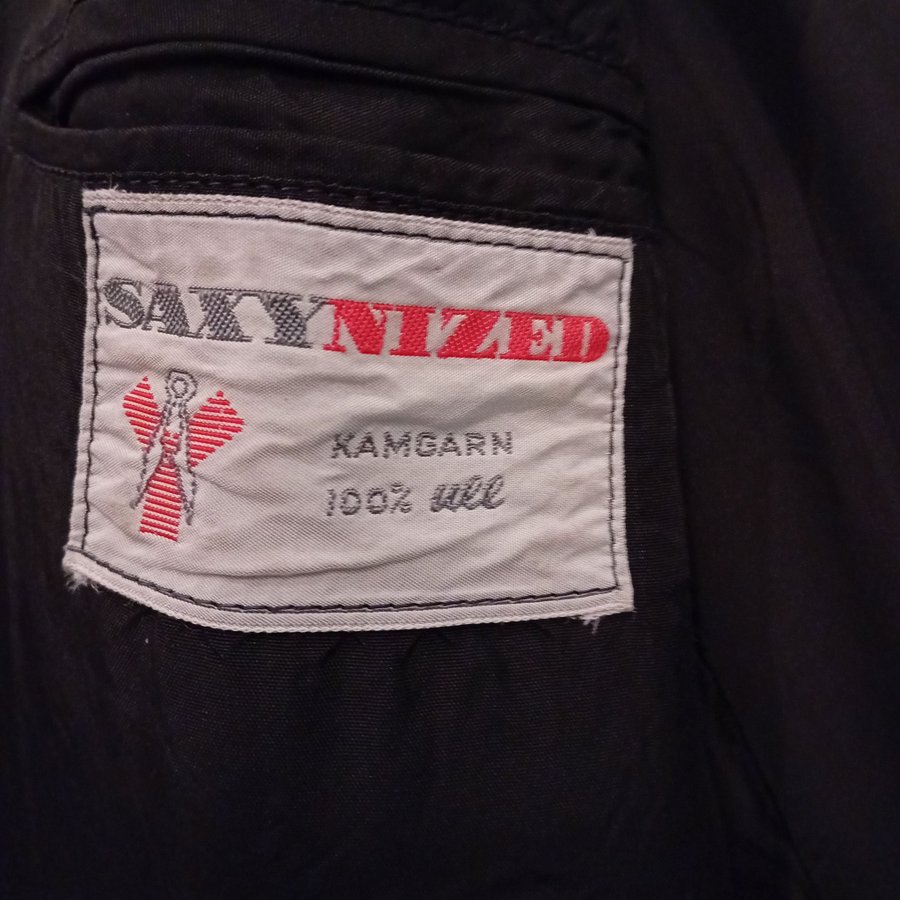 SAXYNIZED
KAMGARN
100% ull